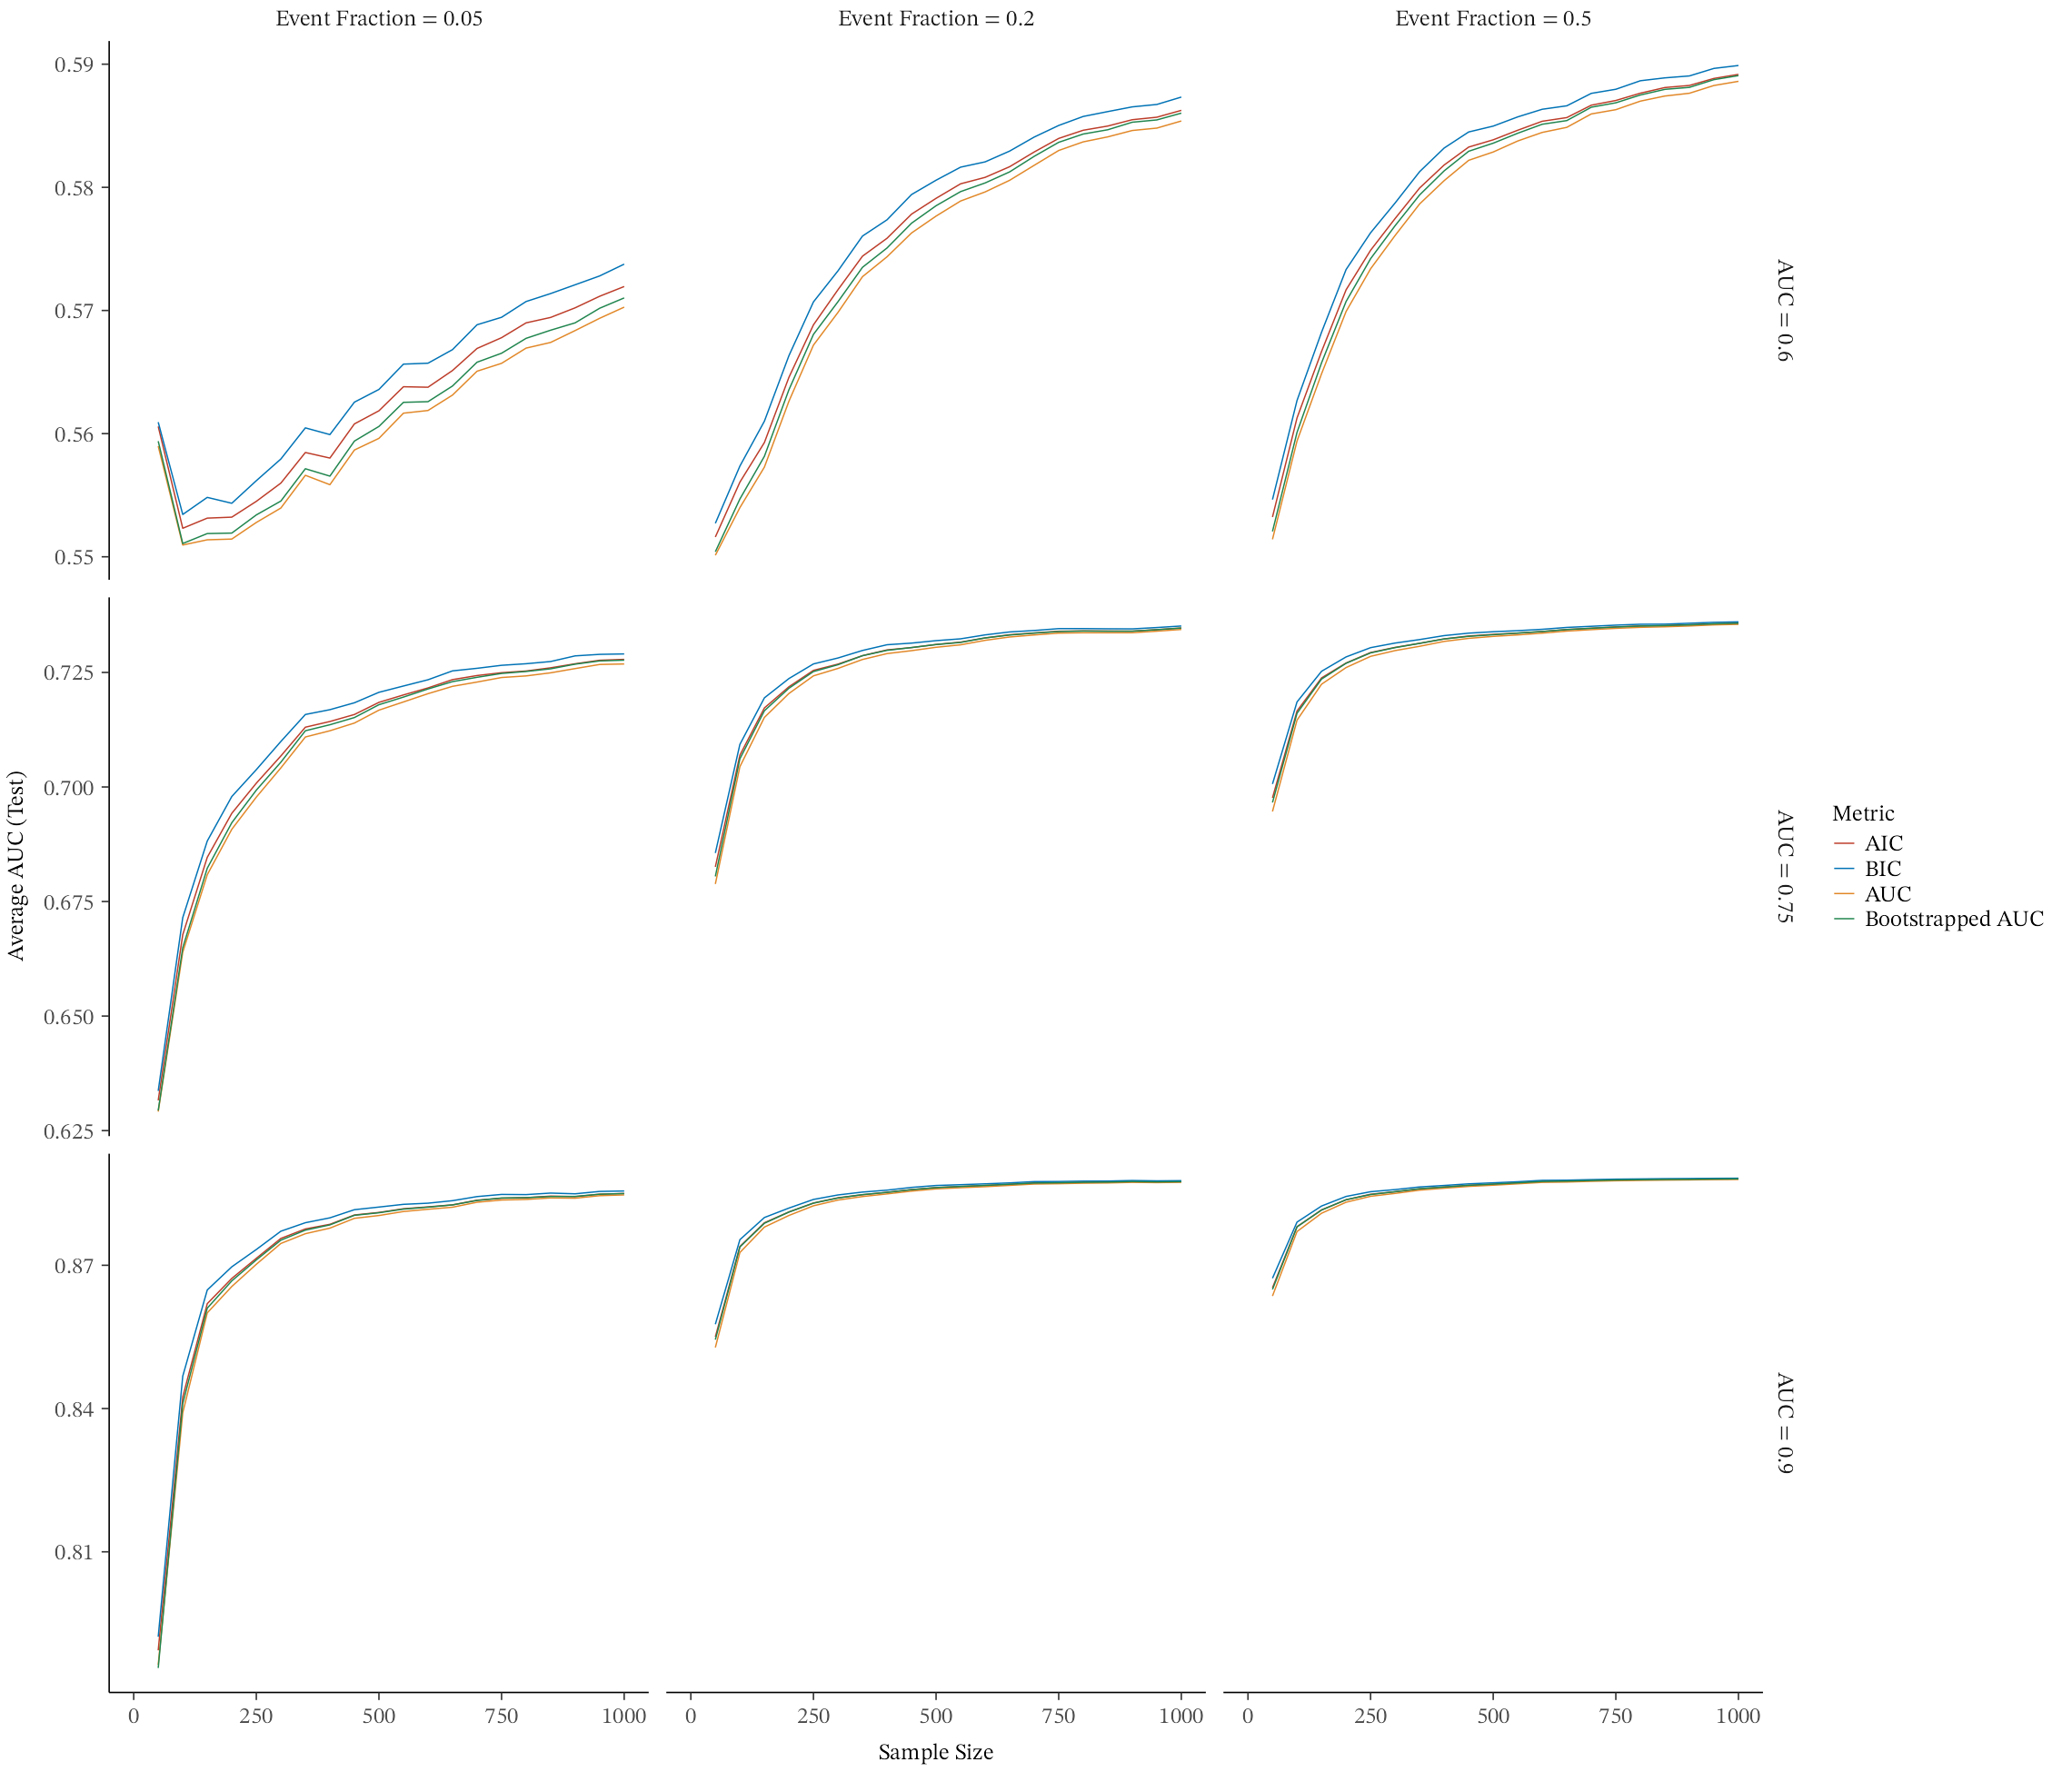 Event Fraction = 0.05
Event Fraction = 0.2
Event Fraction = 0.5
0.59
0.58
0.57
0.56
0.55
AUC = 0.6
Average AUC (Test)
0.725
0.700
0.675
0.650
0.625
AUC = 0.75
0.87
0.84
0.81
AUC = 0.9
0 250 500 750 1000
0 250 500 750 1000
0 250 500 750 1000
Sample Size
Metric
AIC
BIC
AUC
Bootstrapped AUC